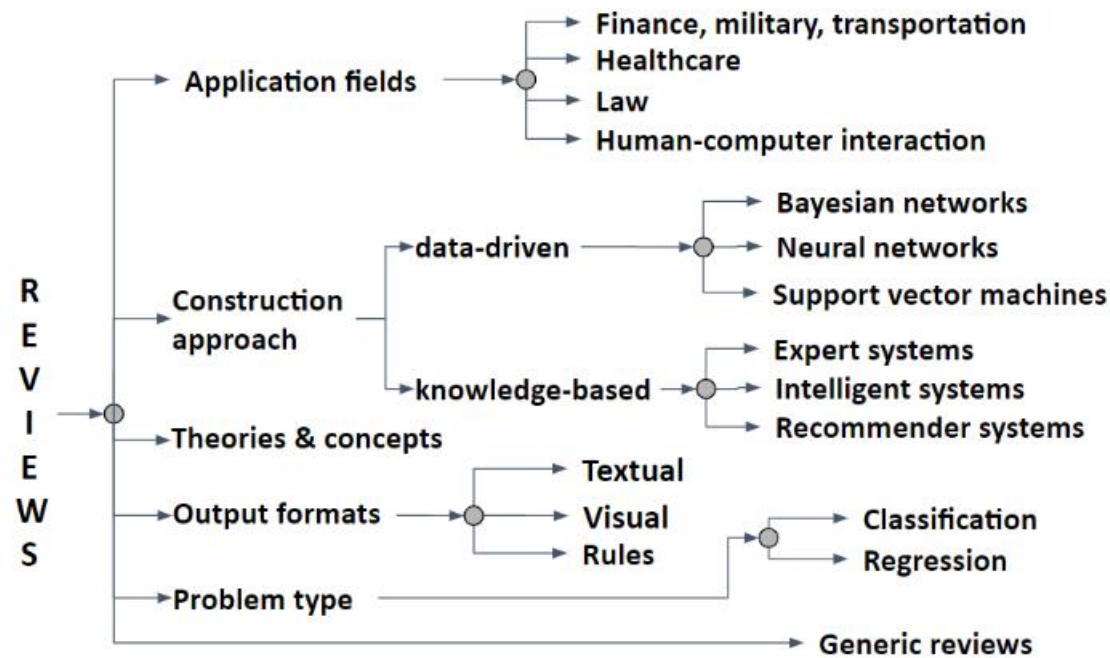 REVIEWS
Application fields
Finance, military, transportation
Healthcare
Law
Human-computer interaction
Construction
approach
data-driven
Bayesian networks
Neural networks
Support vector machines
knowledge-based
Expert systems
Intelligent systems
Recommender systems
Theories & concepts
Output formats
Textual
Visual
Rules
Problem type
Classification
Regression
Generic reviews